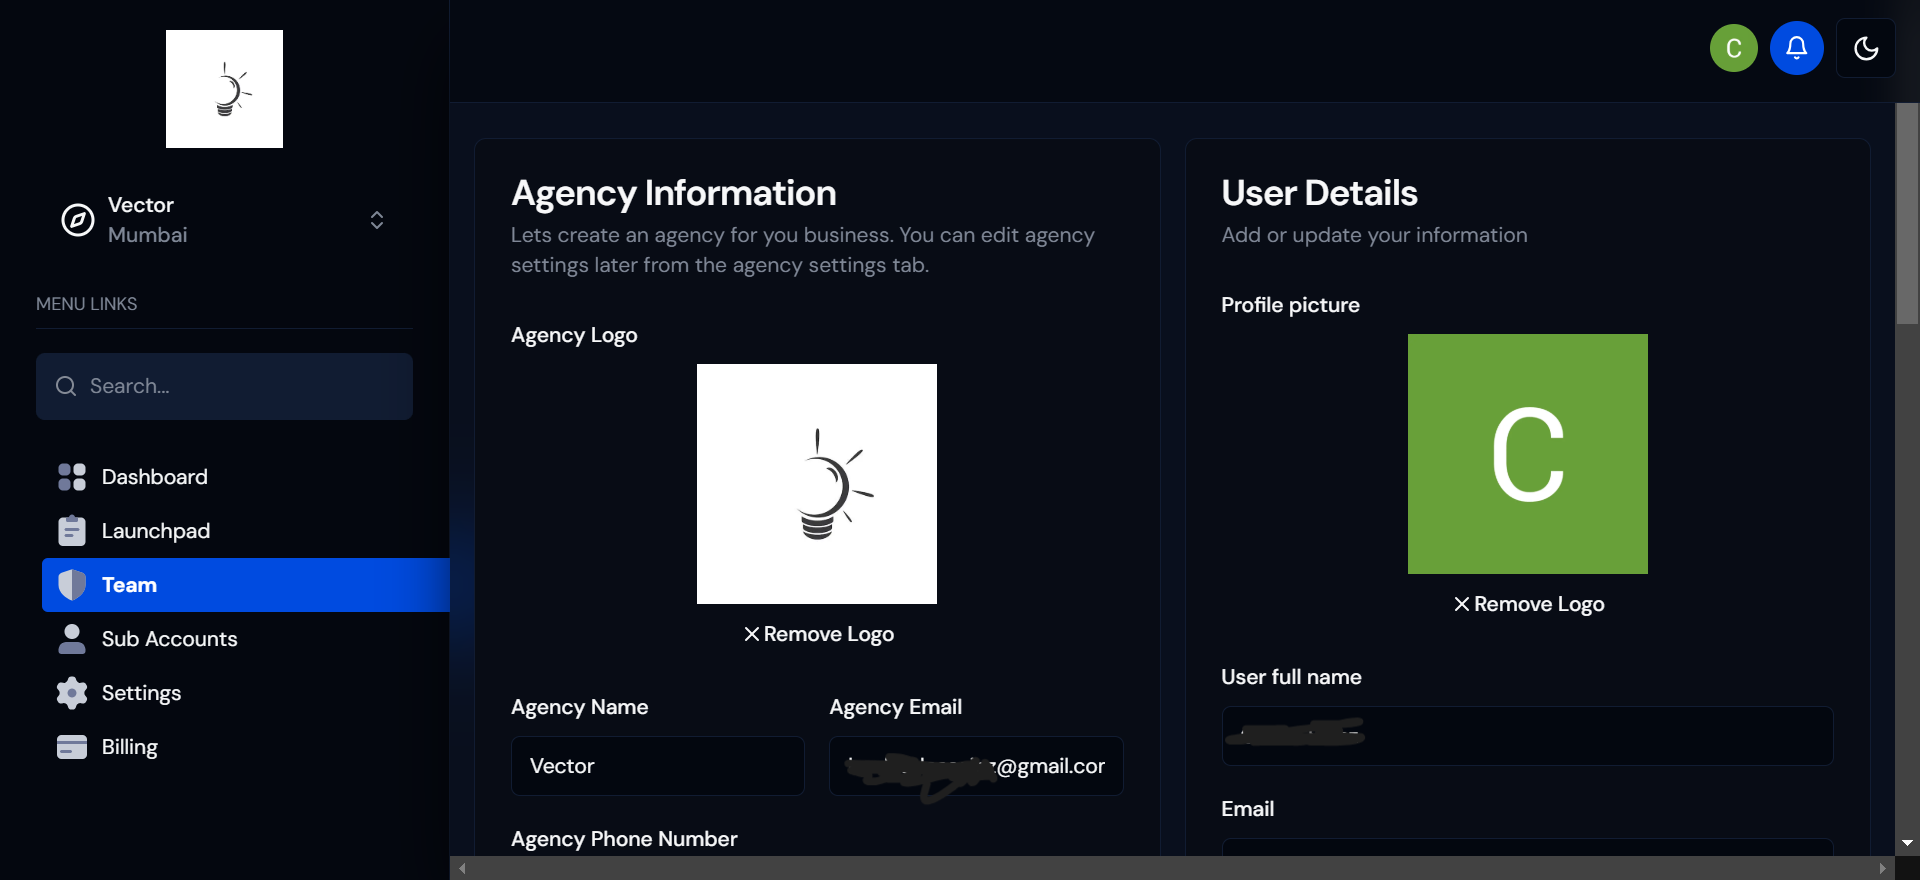 Vector
Mumbai
MENU LINKS
Search...
Dashboard
Launchpad
Team
Sub Accounts
Settings
Billing
C
Agency Information
Lets create an agency for you business. You can edit agency
settings later from the agency settings tab.
Agency Logo
Remove Logo
Agency Name
Agency Email
Vector
@gmail.cor
Agency Phone Number
User Details
Add or update your information
Profile picture
C
Remove Logo
User full name
Email